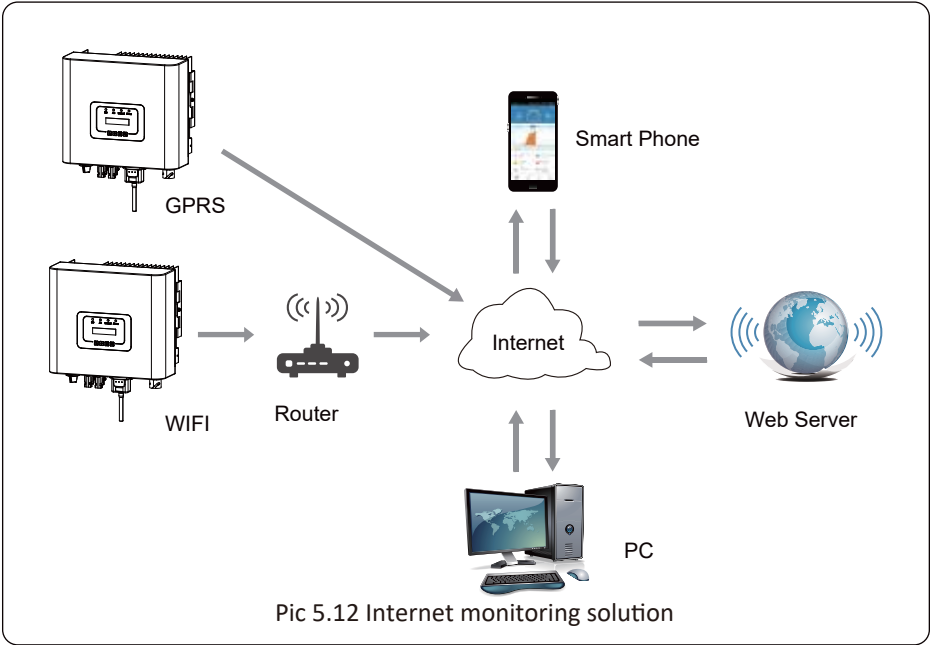 Smart Phone
GPRS
Internet
WIFI
Router
Web Server
PC
Pic 5.12 Internet monitoring solution